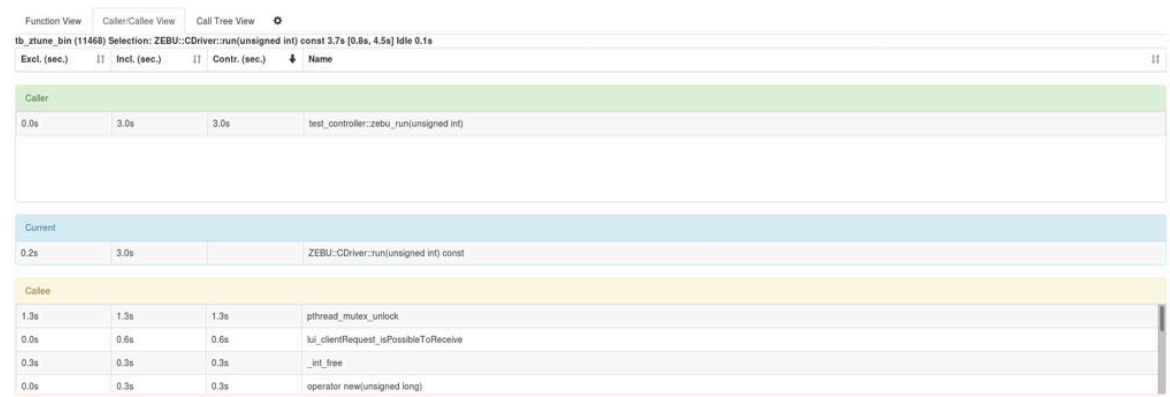 Function View Caller/Callee View Call Tree View
tb_ztune_bin (11468) Selection: ZEBU::CDriver::run(unsigned int) const 3.7s [0.8s, 4.5s] Idle 0.1s
Excl. (sec.) Incl. (sec.) Contr. (sec.) Name
Caller
0.0s 3.0s 3.0s test_controller::zebu_run(unsigned int)
Current
0.2s 3.0s ZEBU::CDriver::run(unsigned int) const
Callee
1.3s 1.3s 1.3s pthread_mutex_unlock
0.0s 0.6s 0.6s lui_clientRequest_isPossibleToReceive
0.3s 0.3s 0.3s _int_free
0.0s 0.3s 0.3s operator new(unsigned long)